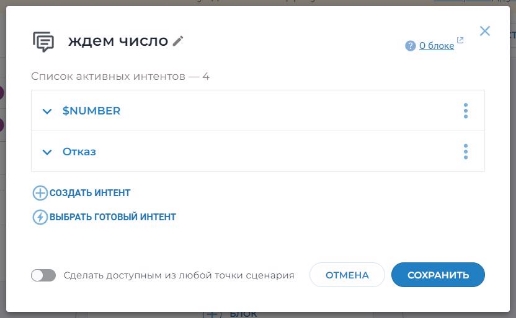 ждем число
О блоке
Список активных интентов — 4
$NUMBER
Отказ
СОЗДАТЬ ИНТЕНТ
ВЫБРАТЬ ГОТОВЫЙ ИНТЕНТ
Сделать доступным из любой точки сценария
ОТМЕНА
СОХРАНИТЬ
БЛОК